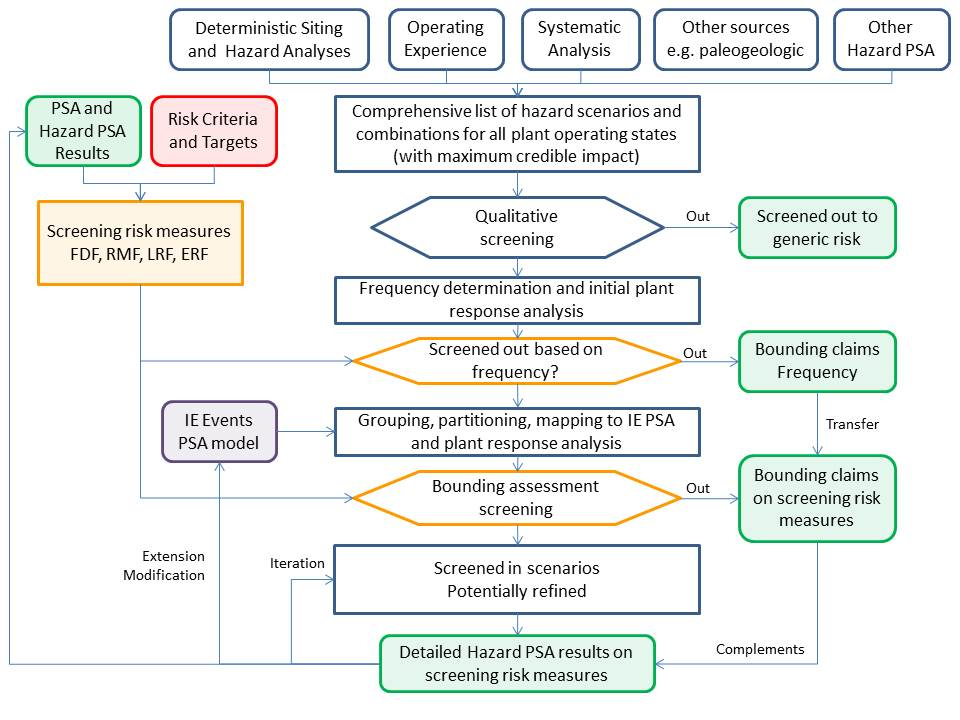 Deterministic Siting
and Hazard Analyses
Operating
Experience
Systematic
Analysis
Other sources
e.g. paleogeologic
Other
Hazard PSA
PSA and
Hazard PSA
Results
Risk Criteria
and Targets
Comprehensive list of hazard scenarios and
combinations for all plant operating states
(with maximum credible impact)
Screening risk measures
FDF, RMF, LRF, ERF
Qualitative
screening
Out
Screened out to
generic risk
Frequency determination and initial plant
response analysis
Screened out based on
frequency?
Out
Bounding claims
Frequency
IE Events
PSA model
Grouping, partitioning, mapping to IE PSA
and plant response analysis
Transfer
Bounding assessment
screening
Out
Bounding claims
on screening risk
measures
Extension
Modification
Iteration
Screened in scenarios
Potentially refined
Detailed Hazard PSA results on
screening risk measures
Complements